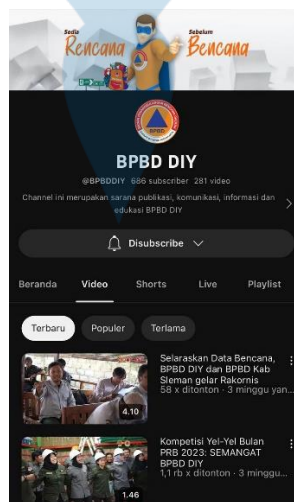 Sedia
Rencana
Sebelum
Bencana
BPBD
BPBD DIY
@BPBDDIY 686 subscriber 281 video
Channel ini merupakan sarana publikasi, komunikasi, informasi dan
edukasi BPBD DIY
Disubscribe
Beranda Video Shorts Live Playlist
Terbaru Populer Terlama
Selaraskan Data Bencana,
BPBD DIY dan BPBD Kab
Sleman gelar Rakornis
58 x ditonton · 3 minggu yan...
4.10
Kompetisi Yel-Yel Bulan
PRB 2023: SEMANGAT
BPBD DIY
1,1 rb x ditonton · 3 minggu...
1.46